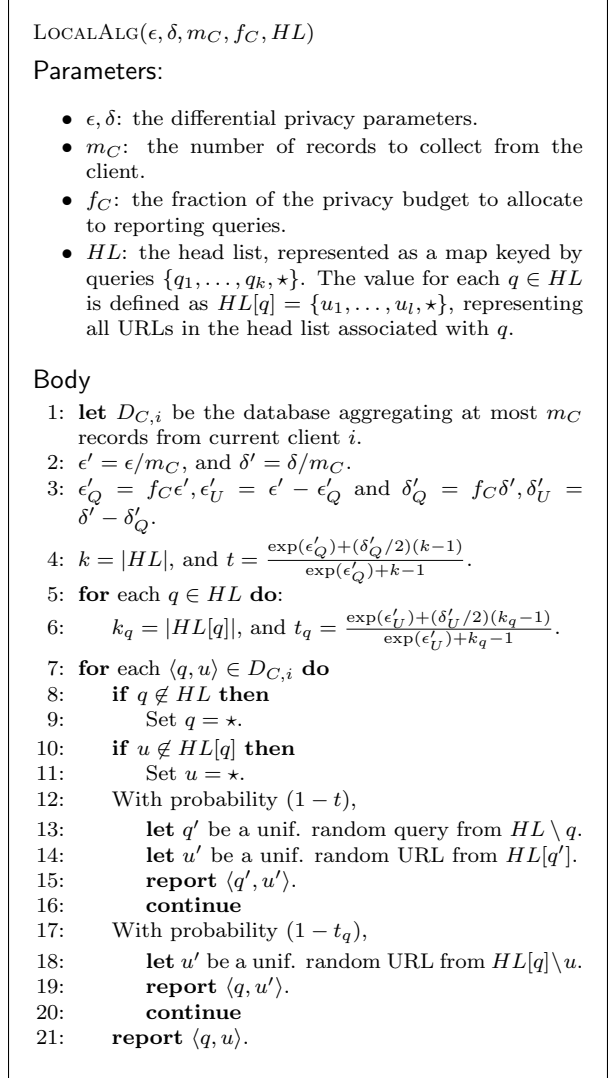 LOCALALG(ϵ, δ, m_C, f_C, HL)
Parameters:
• ϵ, δ: the differential privacy parameters.
• m_C: the number of records to collect from the
client.
• f_C: the fraction of the privacy budget to allocate
to reporting queries.
• HL: the head list, represented as a map keyed by
queries {q_1, . . . , q_k, ⋆}. The value for each q ∈ HL
is defined as HL[q] = {u_1, . . . , u_l, ⋆}, representing
all URLs in the head list associated with q.
Body
1: let D_{C,i} be the database aggregating at most m_C
records from current client i.
2: ϵ′ = ϵ/m_C, and δ′ = δ/m_C.
3: ϵ′_Q = f_C ϵ′, ϵ′_U = ϵ′ − ϵ′_Q and δ′_Q = f_C δ′, δ′_U =
δ′ − δ′_Q.
4: k = |HL|, and t = \frac{exp(ϵ′_Q)+(δ′_Q/2)(k−1)}{exp(ϵ′_Q)+k−1}.
5: for each q ∈ HL do:
6: k_q = |HL[q]|, and t_q = \frac{exp(ϵ′_U)+(δ′_U/2)(k_q−1)}{exp(ϵ′_U)+k_q−1}.
7: for each ⟨q, u⟩ ∈ D_{C,i} do
8: if q ∉ HL then
9: Set q = ⋆.
10: if u ∉ HL[q] then
11: Set u = ⋆.
12: With probability (1 − t),
13: let q′ be a unif. random query from HL \ q.
14: let u′ be a unif. random URL from HL[q′].
15: report ⟨q′, u′⟩.
16: continue
17: With probability (1 − t_q),
18: let u′ be a unif. random URL from HL[q]\u.
19: report ⟨q, u′⟩.
20: continue
21: report ⟨q, u⟩.